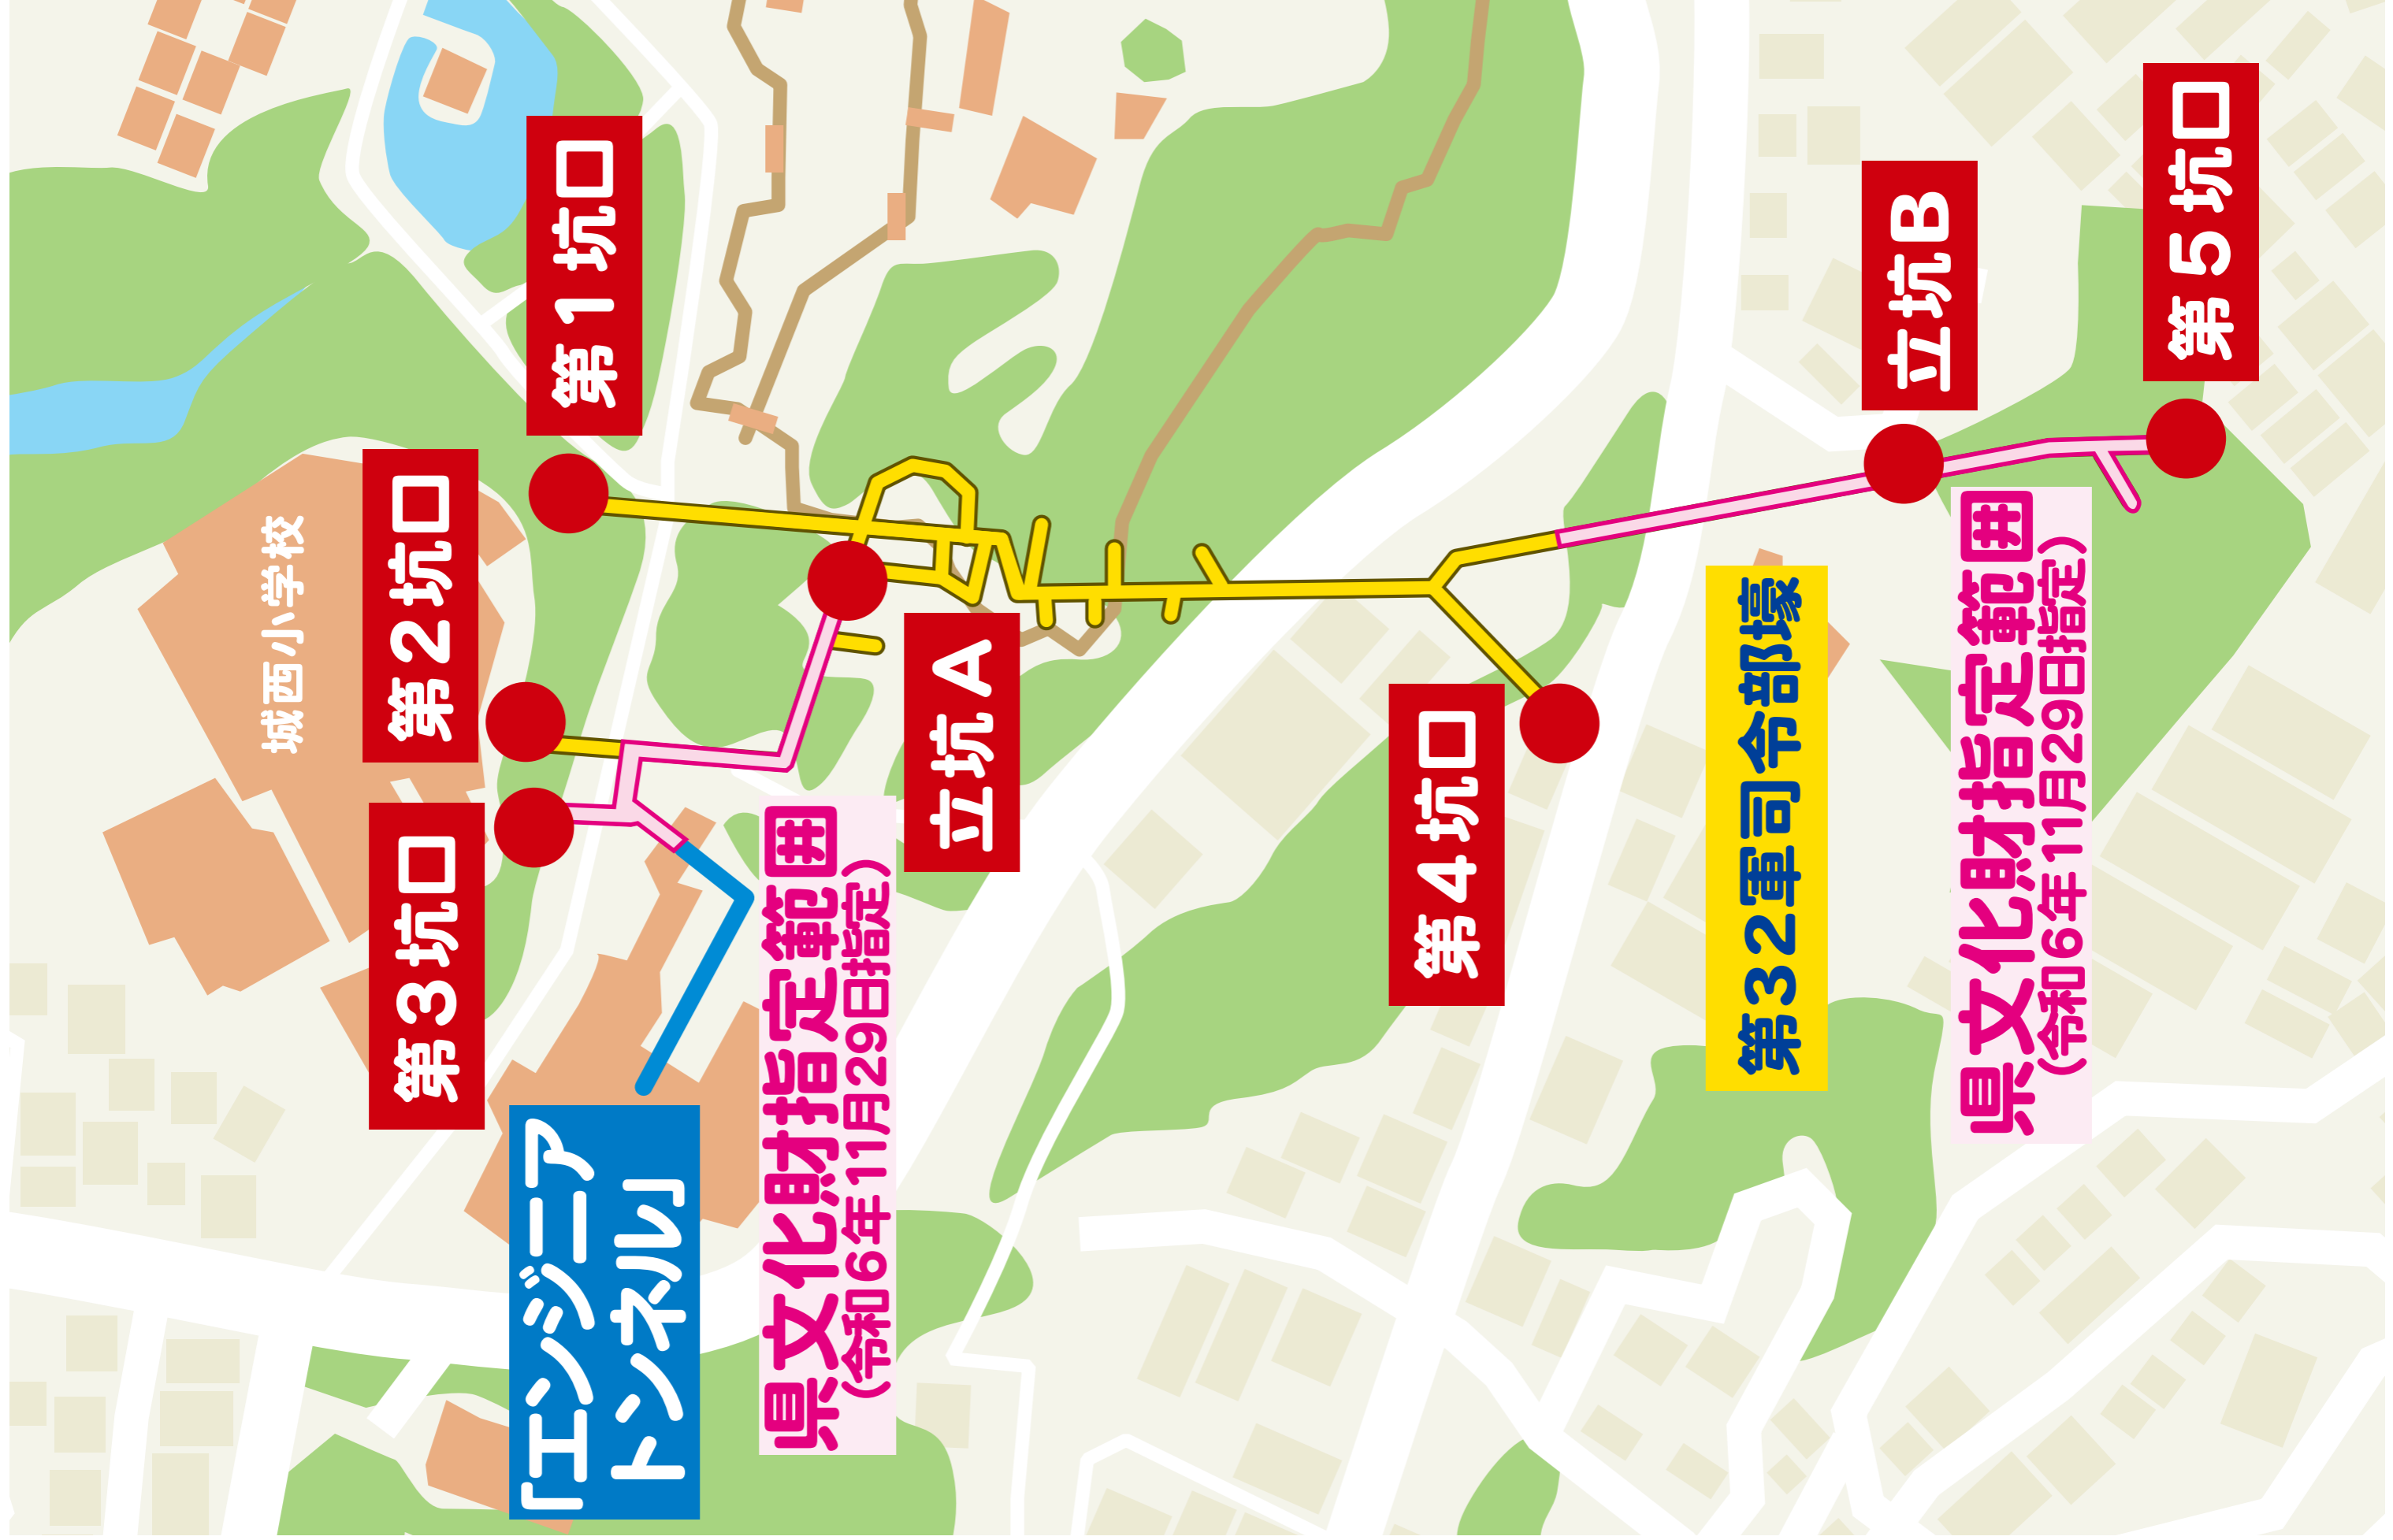 第1坑口
第2坑口
城西小学校
第3坑口
立坑A
「エンジニア
トンネル」
県文化財指定範囲
(令和6年11月29日指定)
第4坑口
第32軍司令部壕
立坑B
第5坑口
県文化財指定範囲
(令和6年11月29日指定)